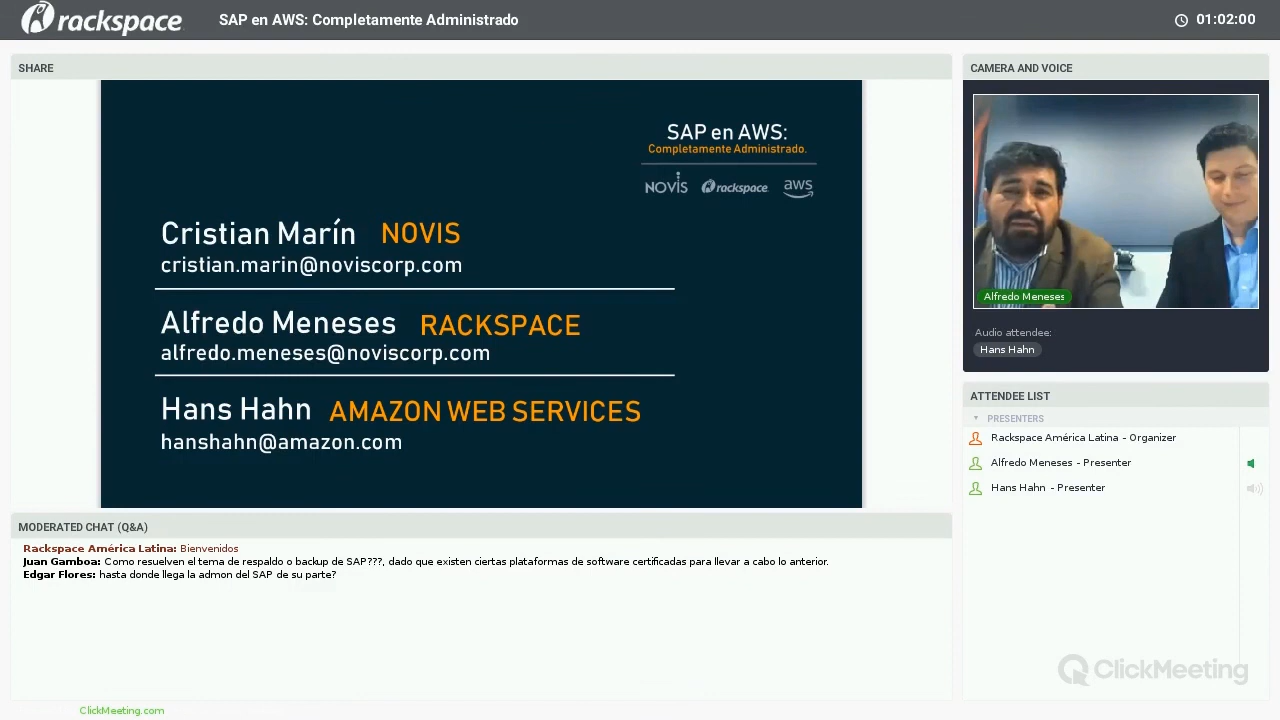 rackspace
SAP en AWS: Completamente Administrado
01:02:00
SHARE
SAP en AWS:
Completamente Administrado.
NOVIS rackspace aws
Cristian Marín NOVIS
cristian.marin@noviscorp.com
Alfredo Meneses RACKSPACE
alfredo.meneses@noviscorp.com
Hans Hahn AMAZON WEB SERVICES
hanshahn@amazon.com
MODERATED CHAT (Q&A)
Rackspace América Latina: Bienvenidos
Juan Gamboa: Como resuelven el tema de respaldo o backup de SAP???, dado que existen ciertas plataformas de software certificadas para llevar a cabo lo anterior.
Edgar Flores: hasta donde llega la admon del SAP de su parte?
CAMERA AND VOICE
Alfredo Meneses
Audio attendee:
Hans Hahn
ATTENDEE LIST
PRESENTERS
Rackspace América Latina - Organizer
Alfredo Meneses - Presenter
Hans Hahn - Presenter
ClickMeeting
ClickMeeting.com